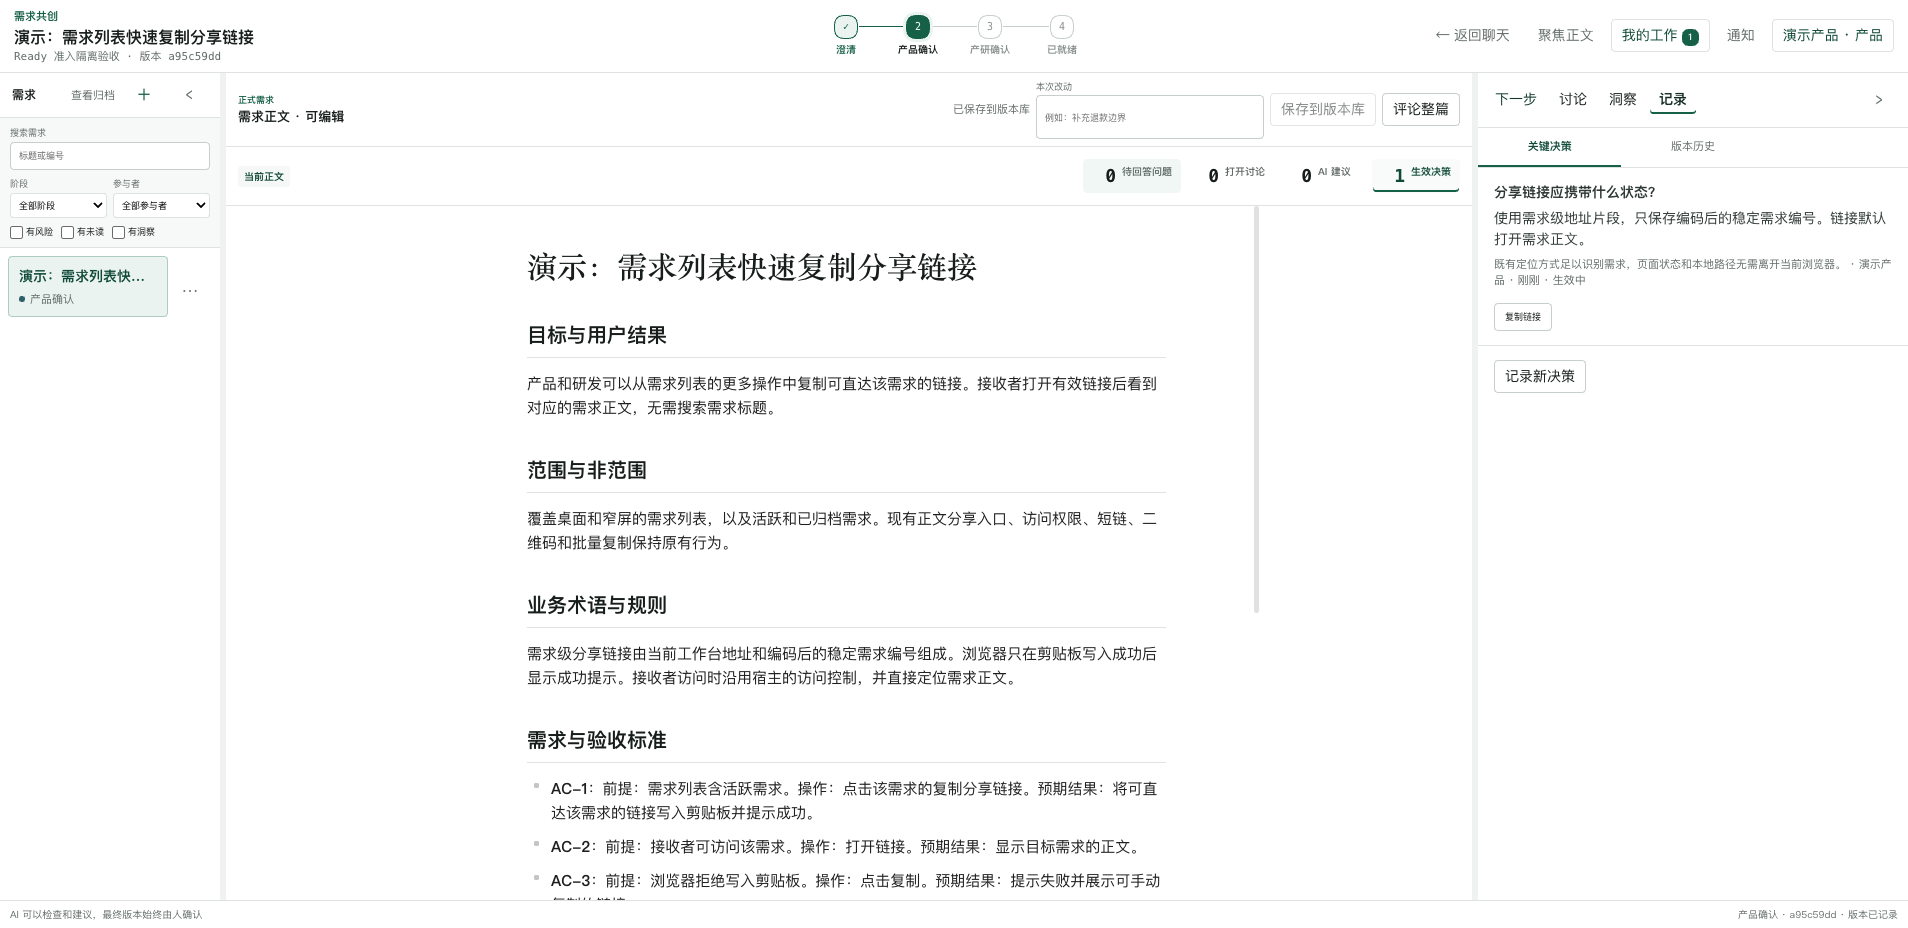 需求共创
演示：需求列表快速复制分享链接
Ready 准入隔离验收 · 版本 a95c59dd
✓
澄清
2
产品确认
3
产研确认
4
已就绪
← 返回聊天
聚焦正文
我的工作 1
通知
演示产品 · 产品
需求
查看归档
+
<
搜索需求
标题或编号
阶段
参与者
全部阶段
全部参与者
有风险
有未读
有洞察
演示：需求列表快...
产品确认
...
正式需求
需求正文 · 可编辑
已保存到版本库
本次改动
例如：补充退款边界
保存到版本库
评论整篇
当前正文
0 待回答问题
0 打开讨论
0 AI 建议
1 生效决策
演示：需求列表快速复制分享链接
目标与用户结果
产品和研发可以从需求列表的更多操作中复制可直达该需求的链接。接收者打开有效链接后看到
对应的需求正文，无需搜索需求标题。
范围与非范围
覆盖桌面和窄屏的需求列表，以及活跃和已归档需求。现有正文分享入口、访问权限、短链、二
维码和批量复制保持原有行为。
业务术语与规则
需求级分享链接由当前工作台地址和编码后的稳定需求编号组成。浏览器只在剪贴板写入成功后
显示成功提示。接收者访问时沿用宿主的访问控制，并直接定位需求正文。
需求与验收标准
AC-1：前提：需求列表含活跃需求。操作：点击该需求的复制分享链接。预期结果：将可直
达该需求的链接写入剪贴板并提示成功。
AC-2：前提：接收者可访问该需求。操作：打开链接。预期结果：显示目标需求的正文。
AC-3：前提：浏览器拒绝写入剪贴板。操作：点击复制。预期结果：提示失败并展示可手动
下一步
讨论
洞察
记录
>
关键决策
版本历史
分享链接应携带什么状态?
使用需求级地址片段，只保存编码后的稳定需求编号。链接默认
打开需求正文。
既有定位方式足以识别需求，页面状态和本地路径无需离开当前浏览器。 · 演示产
品 · 刚刚 · 生效中
复制链接
记录新决策
AI 可以检查和建议，最终版本始终由人确认
产品确认 · a95c59dd · 版本已记录